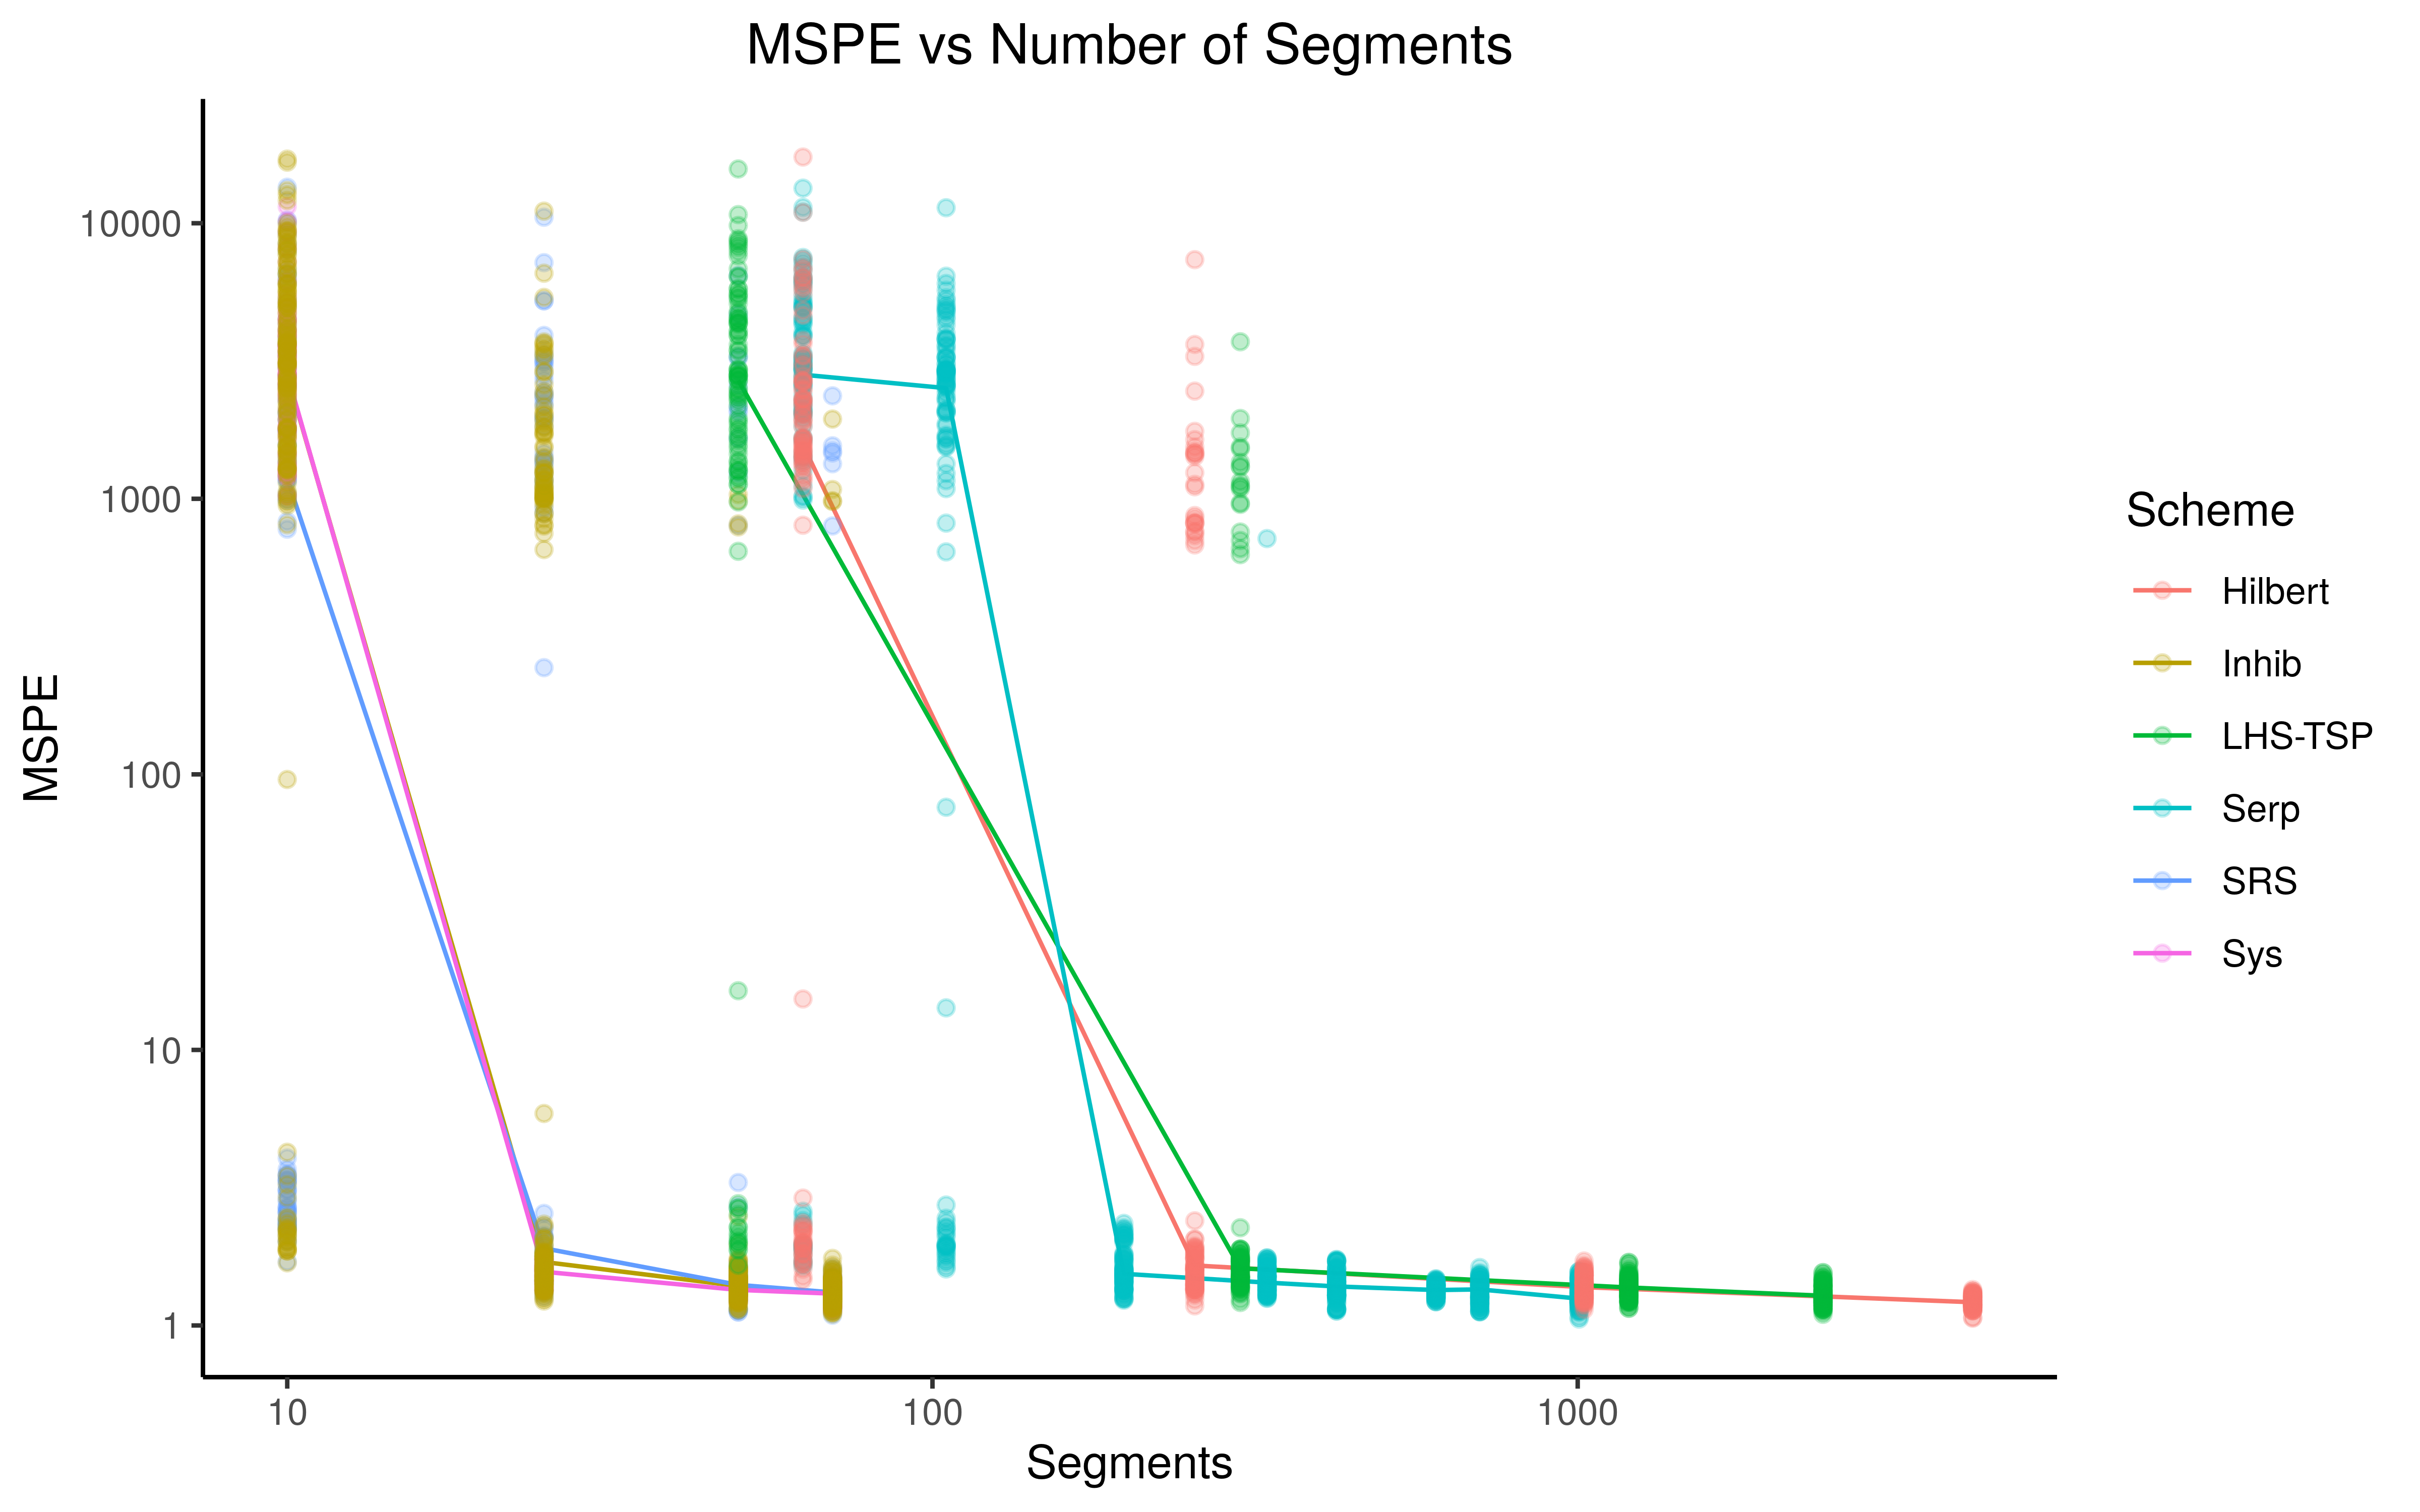 MSPE vs Number of Segments
MSPE
10000
1000
100
10
1
10
100
1000
Segments
Scheme
Hilbert
Inhib
LHS-TSP
Serp
SRS
Sys